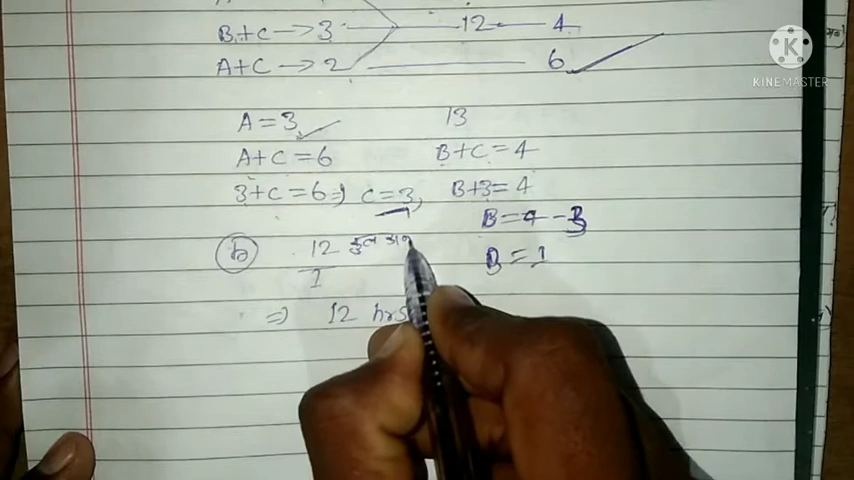 B+C → 3 12 4
A+C → 2 6
A = 3 13
A+C = 6 B+C = 4
3+C = 6 ⇒ C = 3, B+3 = 4
B = 4 - 3
(b) 12 कुल काम B = 1
1
⇒ 12 hrs
K
KINEMASTER